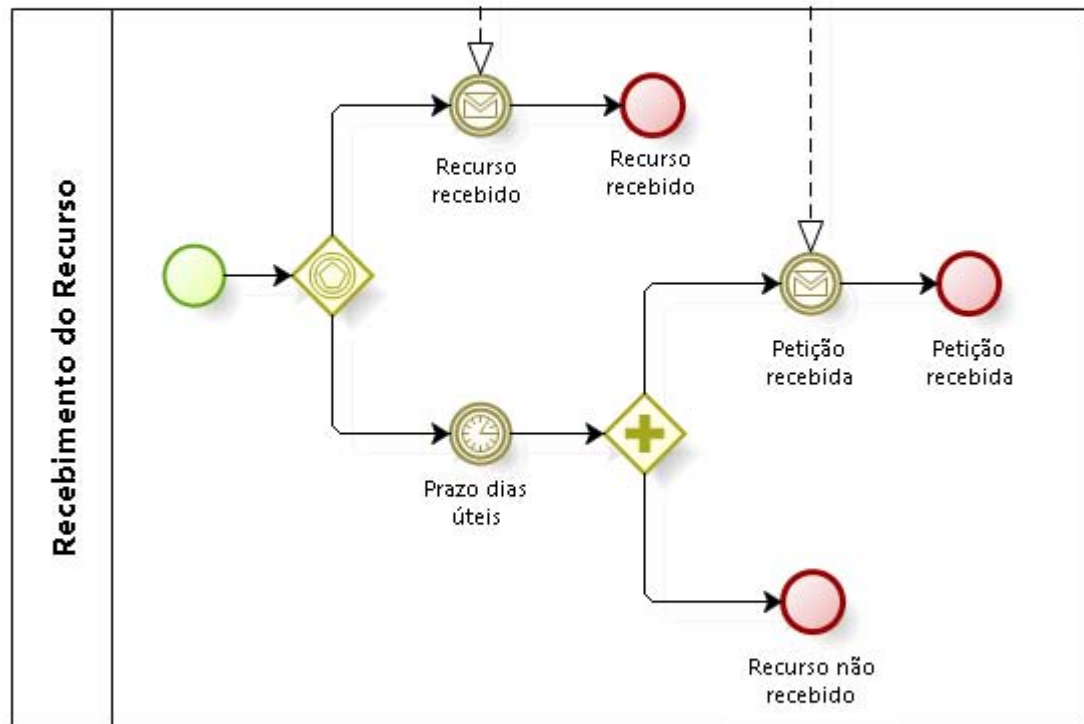 Recebimento do Recurso
Recurso
recebido
Recurso
recebido
Petição
recebida
Petição
recebida
Prazo dias
úteis
Recurso não
recebido